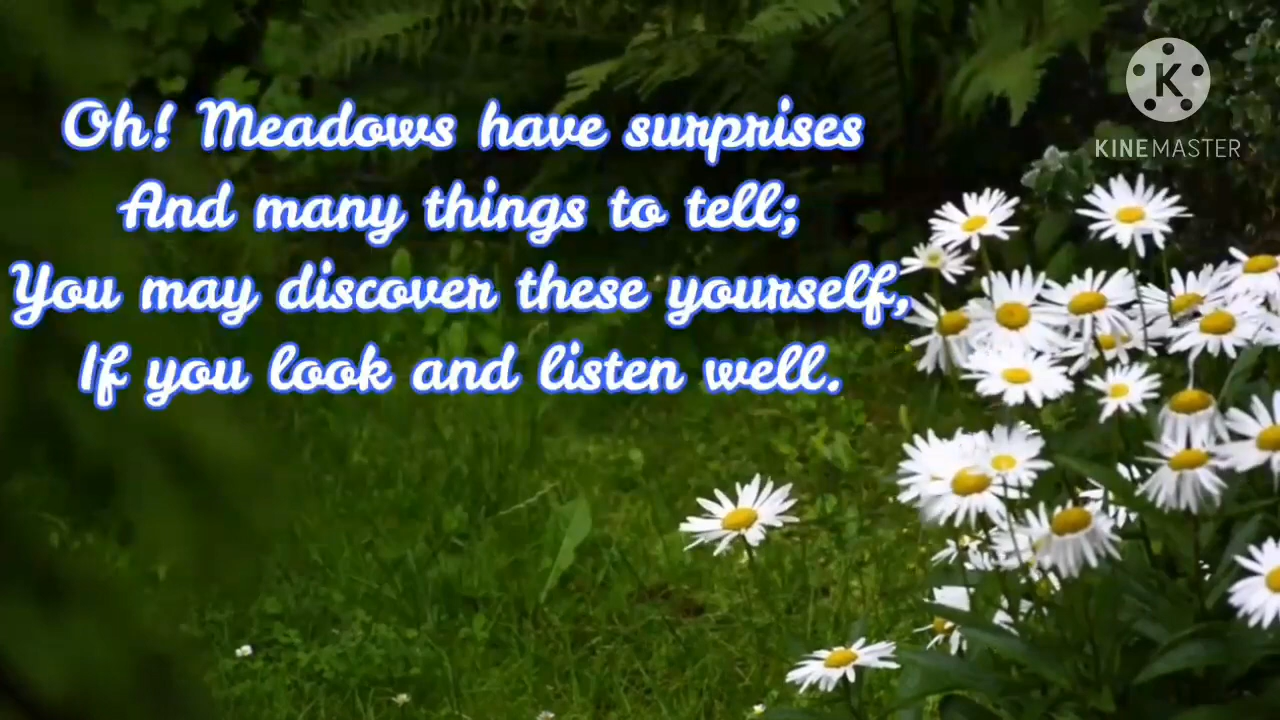 Oh! Meadows have surprises
And many things to tell;
You may discover these yourself,
If you look and listen well.
K
KINEMASTER